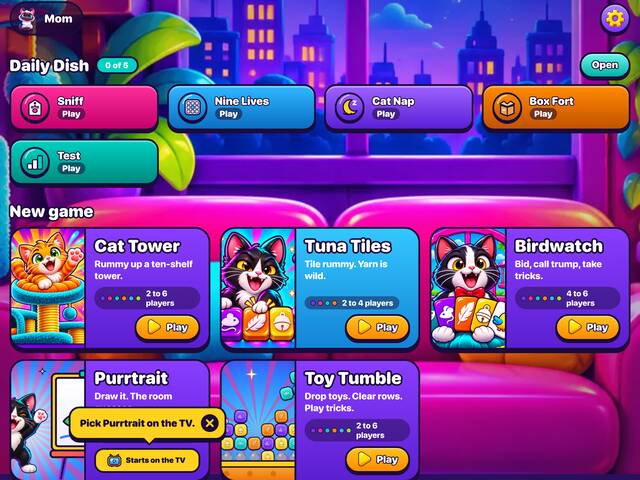 Mom
Daily Dish
0 of 5
Open
Sniff
Play
Nine Lives
Play
Cat Nap
Play
Box Fort
Play
Test
Play
New game
Cat Tower
Rummy up a ten-shelf
tower.
2 to 6
players
Play
Tuna Tiles
Tile rummy. Yarn is
wild.
2 to 4 players
Play
Birdwatch
Bid, call trump, take
tricks.
4 to 6
players
Play
Purrtrait
Draw it. The room
Pick Purrtrait on the TV.
Starts on the TV
Toy Tumble
Drop toys. Clear rows.
Play tricks.
2 to 6
players
Play